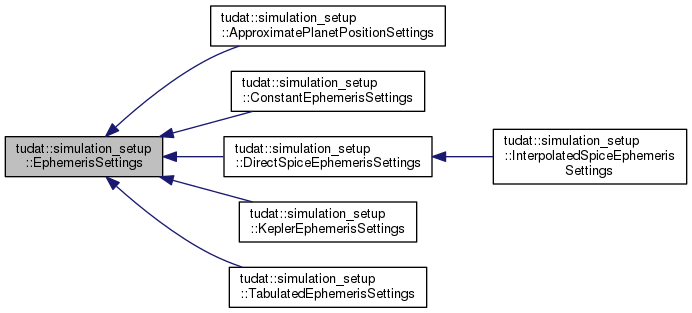 tudat::simulation_setup
::ApproximatePlanetPositionSettings
tudat::simulation_setup
::ConstantEphemerisSettings
tudat::simulation_setup
::EphemerisSettings
tudat::simulation_setup
::DirectSpiceEphemerisSettings
tudat::simulation_setup
::InterpolatedSpiceEphemeris
Settings
tudat::simulation_setup
::KeplerEphemerisSettings
tudat::simulation_setup
::TabulatedEphemerisSettings